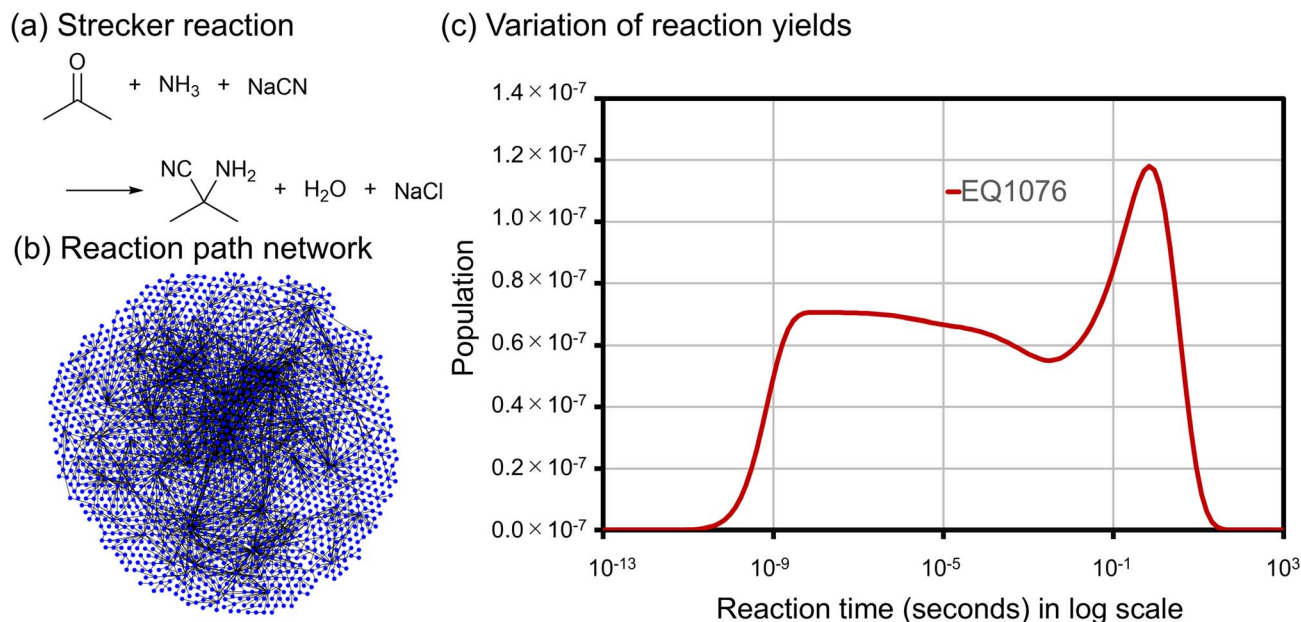 (a) Strecker reaction
O
+ NH₃ + NaCN
NC NH₂
+ H₂O + NaCl
(b) Reaction path network
(c) Variation of reaction yields
Population
1.4 × 10⁻⁷
1.2 × 10⁻⁷
1.0 × 10⁻⁷
0.8 × 10⁻⁷
0.6 × 10⁻⁷
0.4 × 10⁻⁷
0.2 × 10⁻⁷
0.0 × 10⁻⁷
EQ1076
10⁻¹³ 10⁻⁹ 10⁻⁵ 10⁻¹ 10³
Reaction time (seconds) in log scale